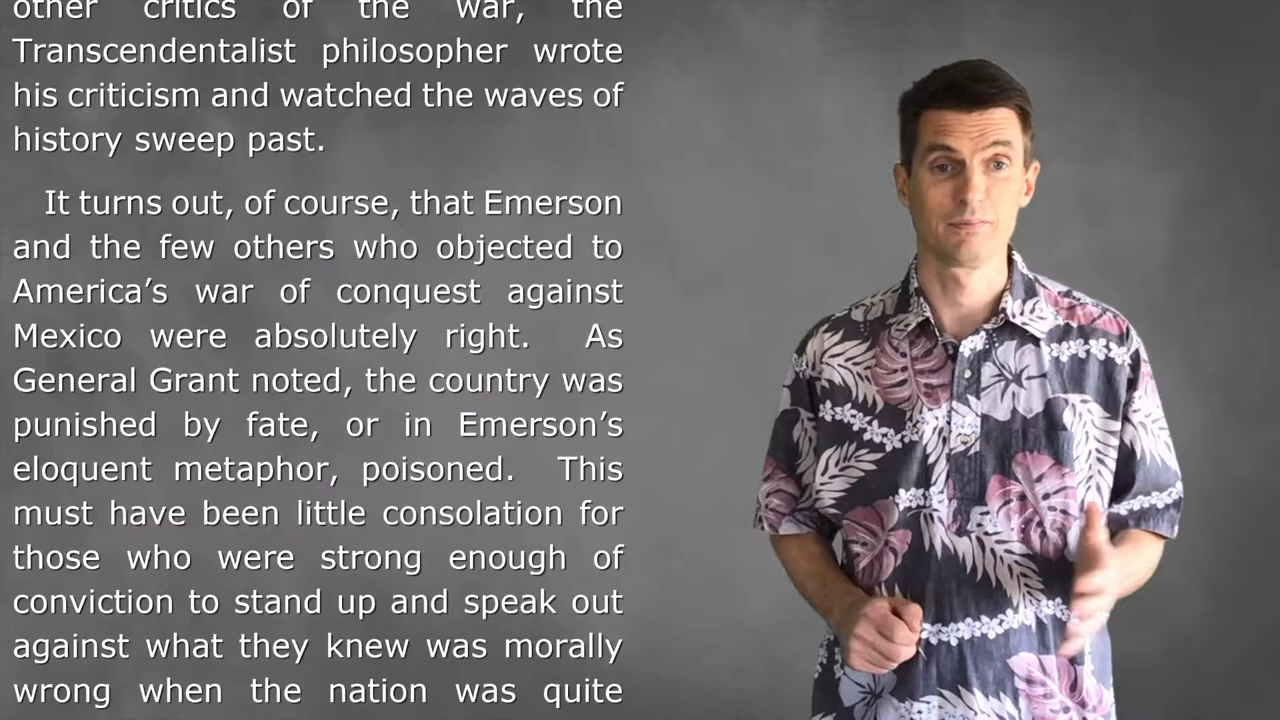 other critics of the war, the
Transcendentalist philosopher wrote
his criticism and watched the waves of
history sweep past.
It turns out, of course, that Emerson
and the few others who objected to
America’s war of conquest against
Mexico were absolutely right. As
General Grant noted, the country was
punished by fate, or in Emerson’s
eloquent metaphor, poisoned. This
must have been little consolation for
those who were strong enough of
conviction to stand up and speak out
against what they knew was morally
wrong when the nation was quite